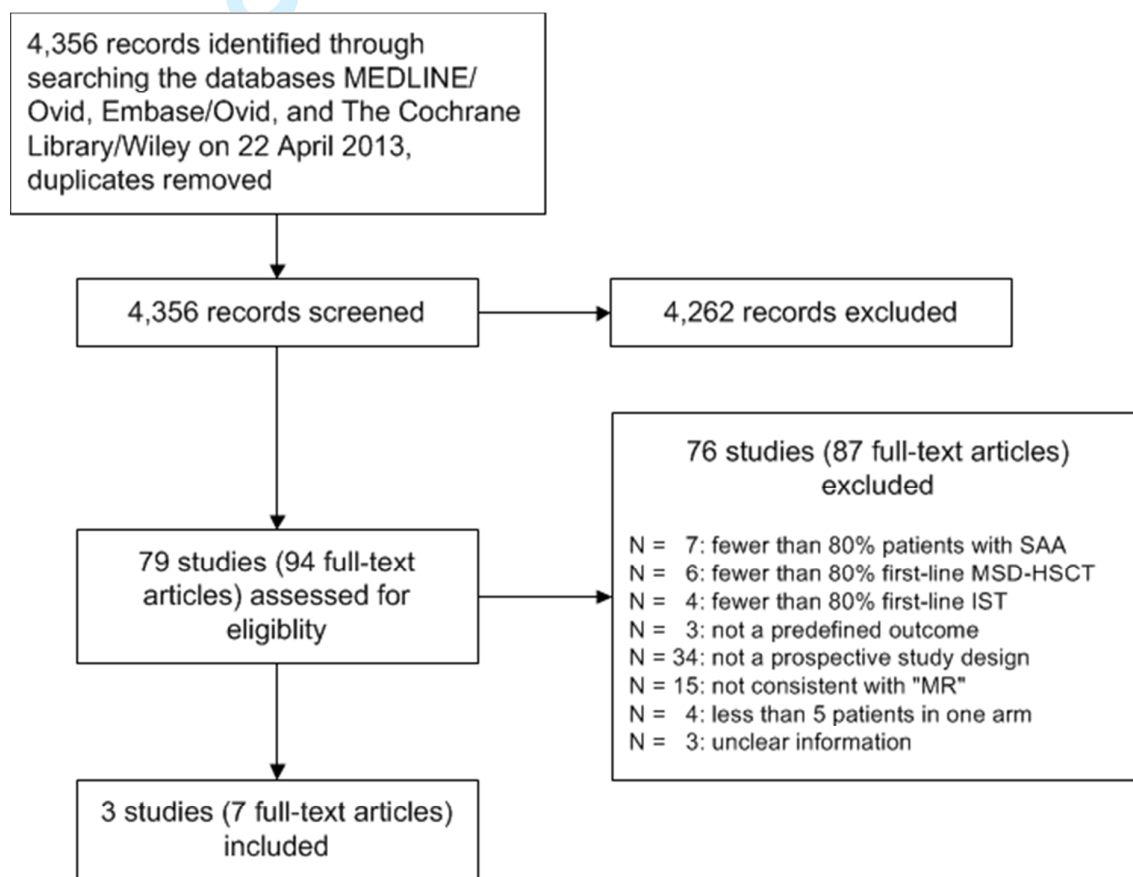 4,356 records identified through
searching the databases MEDLINE/
Ovid, Embase/Ovid, and The Cochrane
Library/Wiley on 22 April 2013,
duplicates removed
4,356 records screened
4,262 records excluded
79 studies (94 full-text
articles) assessed for
eligiblity
76 studies (87 full-text articles)
excluded
N = 7: fewer than 80% patients with SAA
N = 6: fewer than 80% first-line MSD-HSCT
N = 4: fewer than 80% first-line IST
N = 3: not a predefined outcome
N = 34: not a prospective study design
N = 15: not consistent with "MR"
N = 4: less than 5 patients in one arm
N = 3: unclear information
3 studies (7 full-text articles)
included